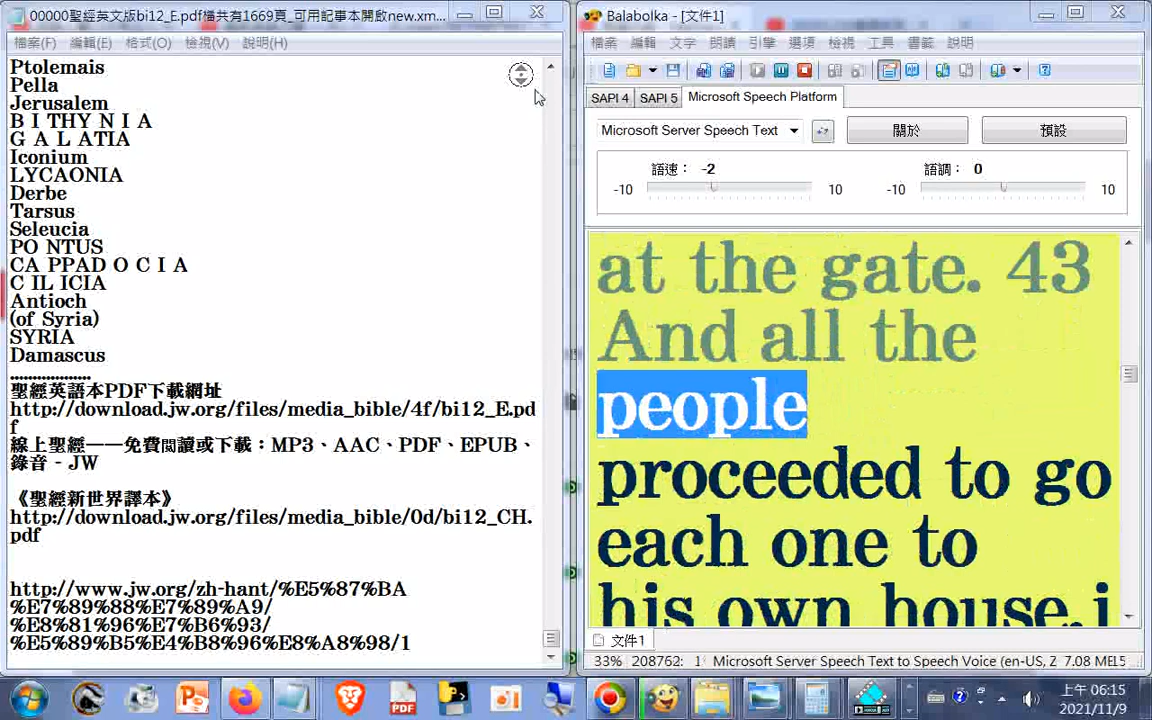 00000聖經英文版bi12_E.pdf檔共有1669頁_可用記事本開啟new.xm...
檔案(F) 編輯(E) 格式(O) 檢視(V) 說明(H)
Ptolemais
Pella
Jerusalem
B I THY N I A
G A L ATIA
Iconium
LYCAONIA
Derbe
Tarsus
Seleucia
PO NTUS
CA PPAD O C I A
C IL ICIA
Antioch
(of Syria)
SYRIA
Damascus
..................
聖經英語本PDF下載網址
http://download.jw.org/files/media_bible/4f/bi12_E.pd
f
線上聖經——免費閱讀或下載：MP3、AAC、PDF、EPUB、
錄音 - JW
《聖經新世界譯本》
http://download.jw.org/files/media_bible/0d/bi12_CH.
pdf
http://www.jw.org/zh-hant/%E5%87%BA
%E7%89%88%E7%89%A9/
%E8%81%96%E7%B6%93/
%E5%89%B5%E4%B8%96%E8%A8%98/1
Balabolka - [文件1]
檔案 編輯 文字 朗讀 引擎 選項 檢視 工具 書籤 說明
SAPI 4 SAPI 5 Microsoft Speech Platform
Microsoft Server Speech Text 關於 預設
語速： -2 語調： 0
-10 10 -10 10
at the gate. 43
And all the
people
proceeded to go
each one to
his own house.j
文件1
33% 208762: 1 Microsoft Server Speech Text to Speech Voice (en-US, Z 7.08 MB
PDF
上午 06:15
2021/11/9